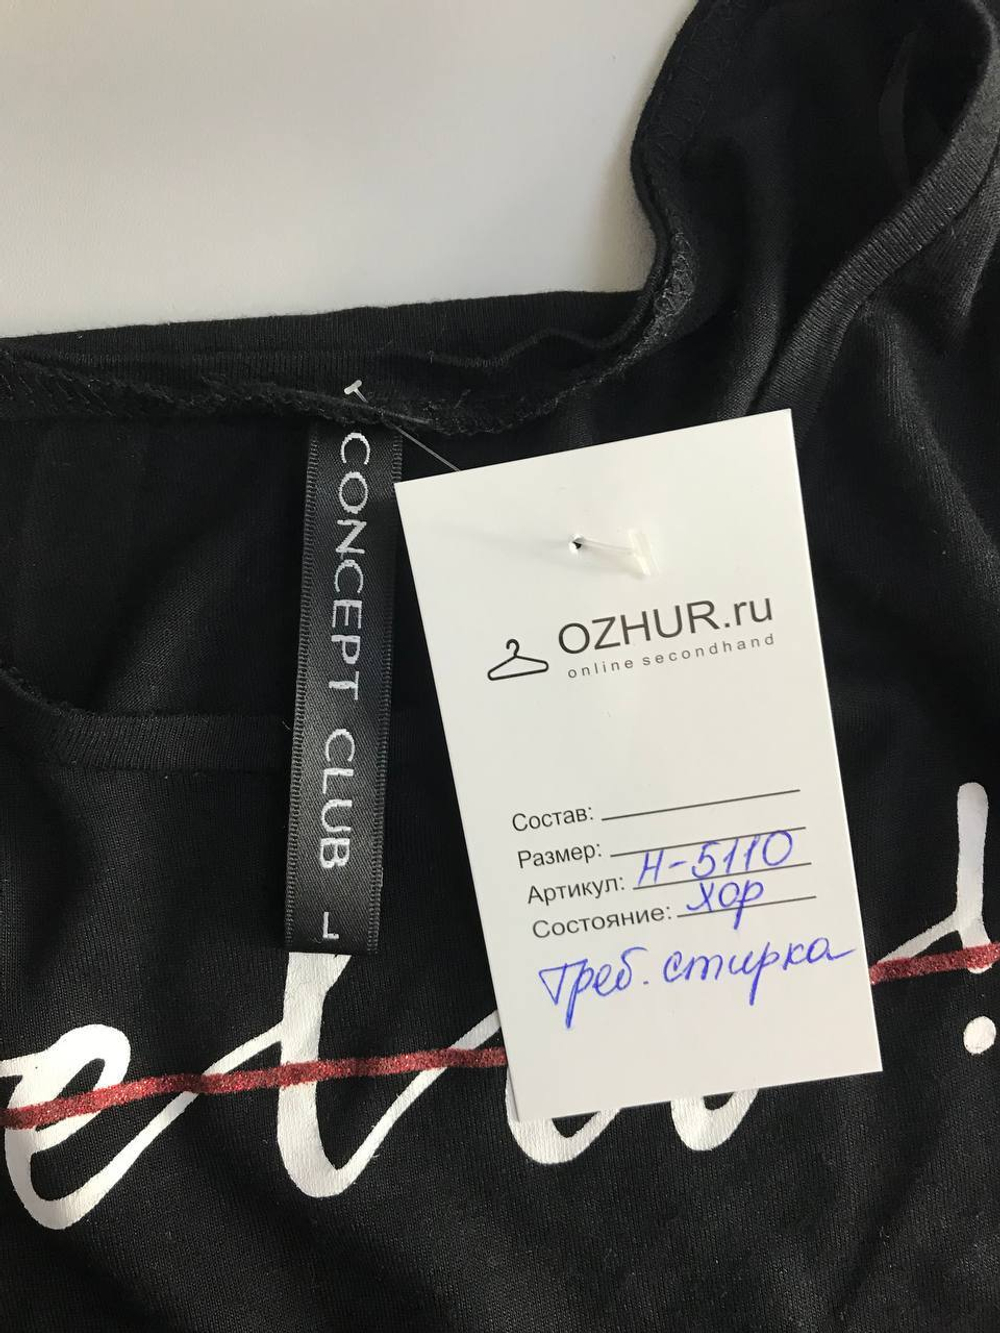 CONCEPT CLUB L
OZHUR.ru
online secondhand
Состав:
Размер:
Артикул: Н-5110
Состояние: хор
Треб. стирка